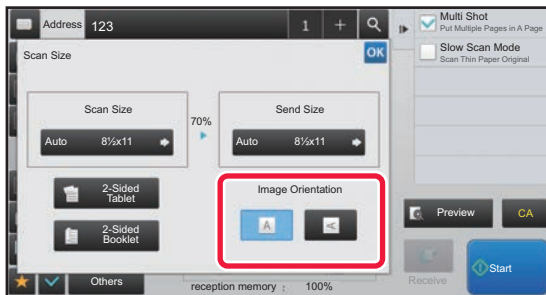 Address 123 1 +
Multi Shot
Put Multiple Pages in A Page
Slow Scan Mode
Scan Thin Paper Original
Scan Size
OK
Scan Size
70%
Send Size
Auto 8½x11
Auto 8½x11
2-Sided
Tablet
2-Sided
Booklet
Image Orientation
A
A
Preview
CA
Receive
Start
Others
reception memory : 100%